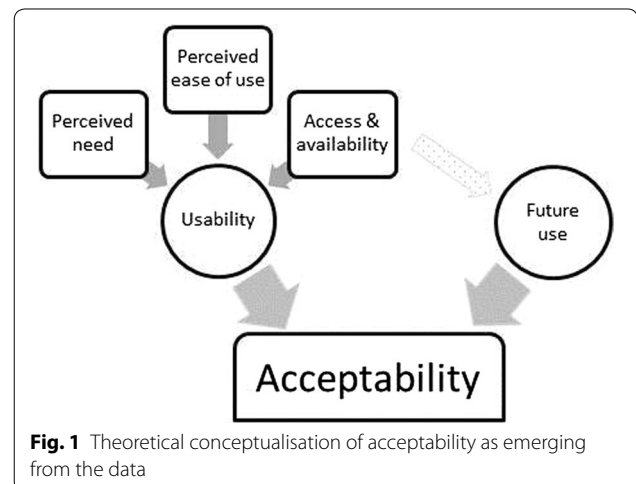 Perceived
ease of use
Perceived
need
Access &
availability
Usability
Future
use
Acceptability
Fig. 1 Theoretical conceptualisation of acceptability as emerging
from the data